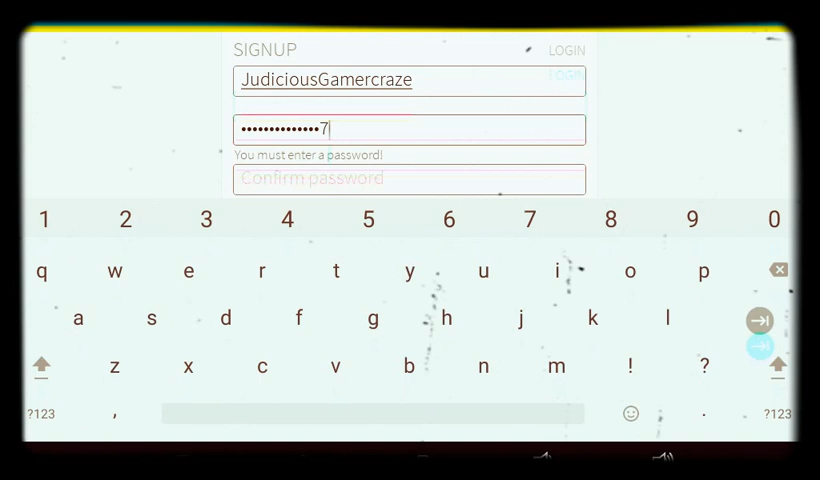 SIGNUP LOGIN
LOGIN
JudiciousGamercraze
••••••••••••••7
You must enter a password!
Confirm password
1 2 3 4 5 6 7 8 9 0
q w e r t y u i o p
a s d f g h j k l
z x c v b n m ! ?
?123 , . ?123